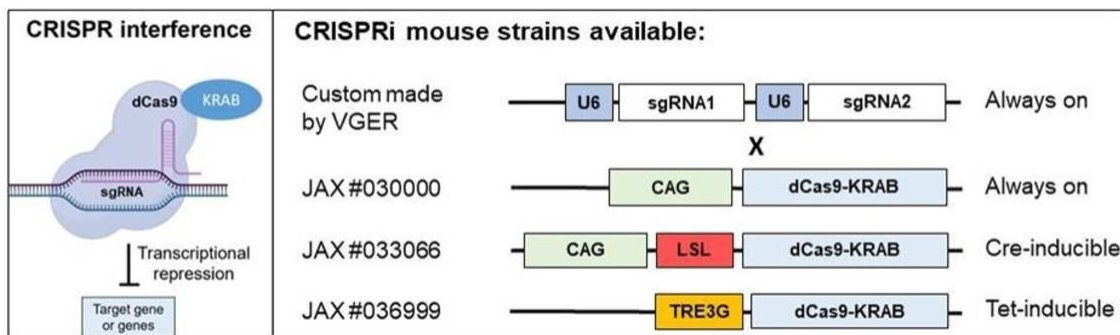 CRISPR interference
dCas9
KRAB
sgRNA
Transcriptional
repression
Target gene
or genes
CRISPRi mouse strains available:
Custom made
by VGER
U6
sgRNA1
U6
sgRNA2
Always on
X
JAX #030000
CAG
dCas9-KRAB
Always on
JAX #033066
CAG
LSL
dCas9-KRAB
Cre-inducible
JAX #036999
TRE3G
dCas9-KRAB
Tet-inducible